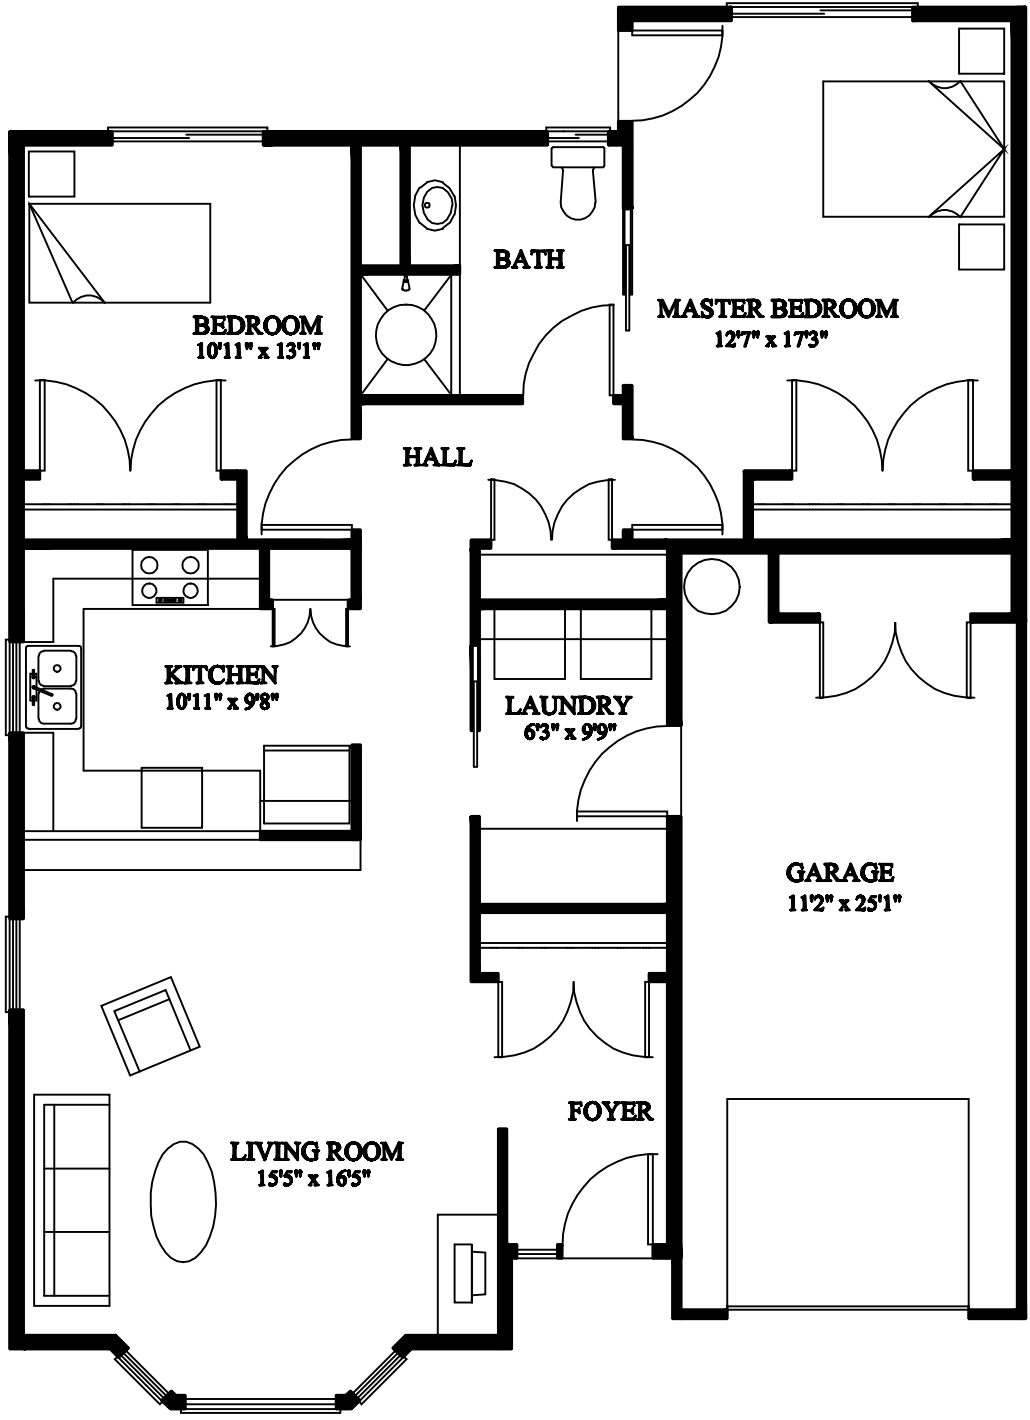 BATH
MASTER BEDROOM
12'7" x 17'3"
BEDROOM
10'11" x 13'1"
HALL
KITCHEN
10'11" x 9'8"
LAUNDRY
6'3" x 9'9"
GARAGE
11'2" x 25'1"
FOYER
LIVING ROOM
15'5" x 16'5"